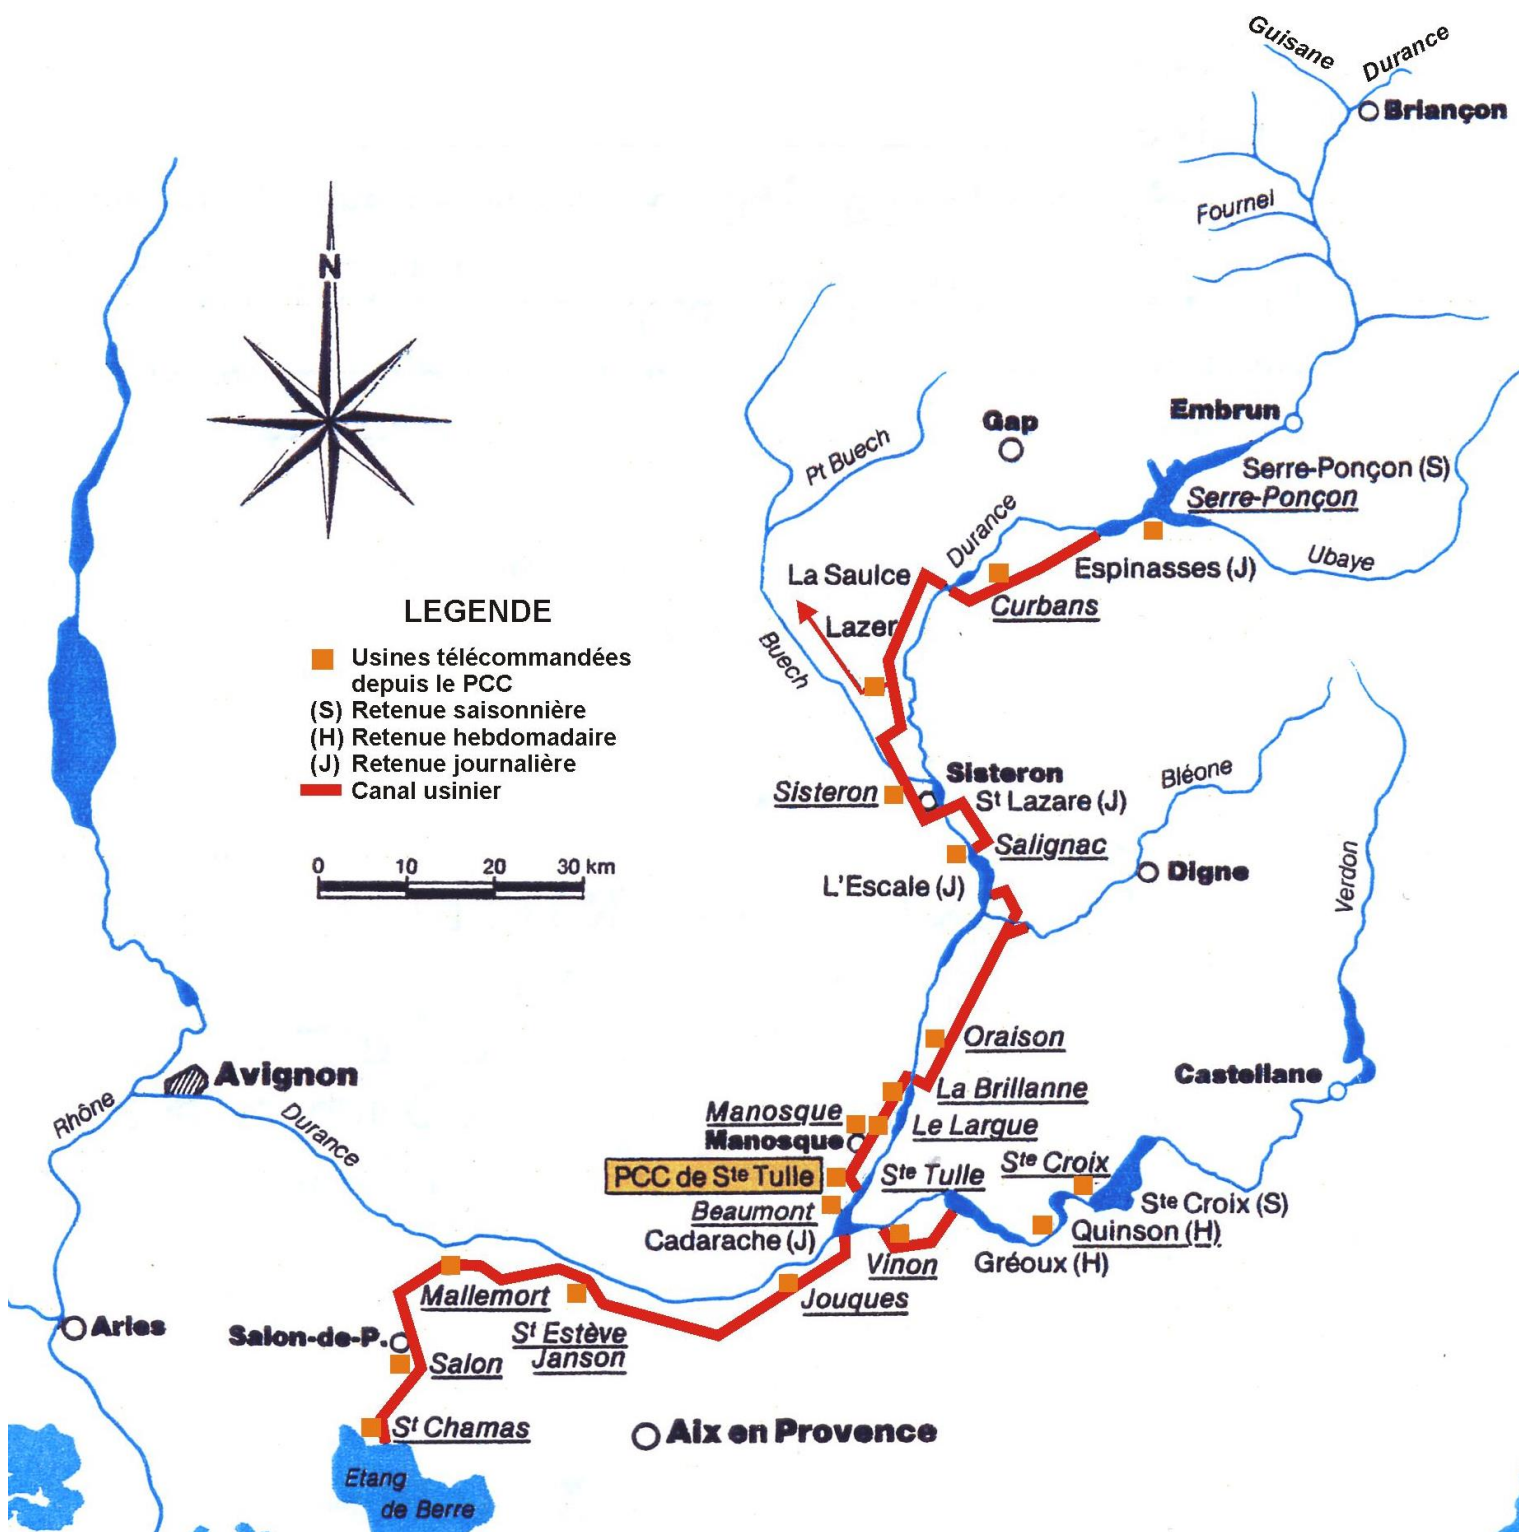 Guisane
Durance
Briançon
Fournel
N
Embrun
Gap
Pt Buech
Serre-Ponçon (S)
Serre-Ponçon
Durance
Ubaye
La Saulce
Espinasses (J)
Curbans
LEGENDE
Lazer
Usines télécommandées
depuis le PCC
(S) Retenue saisonnière
(H) Retenue hebdomadaire
(J) Retenue journalière
Canal usinier
Buech
Sisteron
Bléone
Sisteron
St Lazare (J)
Salignac
0 10 20 30 km
Digne
L'Escale (J)
Verdon
Oraison
Avignon
Castellane
La Brillanne
Rhône
Durance
Manosque
Le Largue
Manosque
PCC de Ste Tulle
Ste Tulle
Ste Croix
Ste Croix (S)
Beaumont
Quinson (H)
Cadarache (J)
Vinon
Gréoux (H)
Mallemort
Jouques
Arles
Salon-de-P.
St Estève
Janson
Salon
St Chamas
Aix en Provence
Etang
de Berre